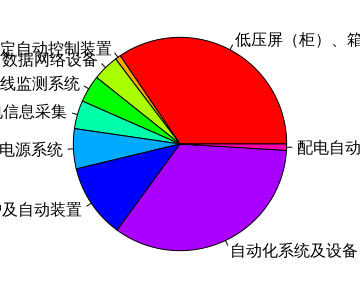 低压屏（柜）、箱
定自动控制装置
数据网络设备
线监测系统
电信息采集
电源系统
护及自动装置
自动化系统及设备
配电自动